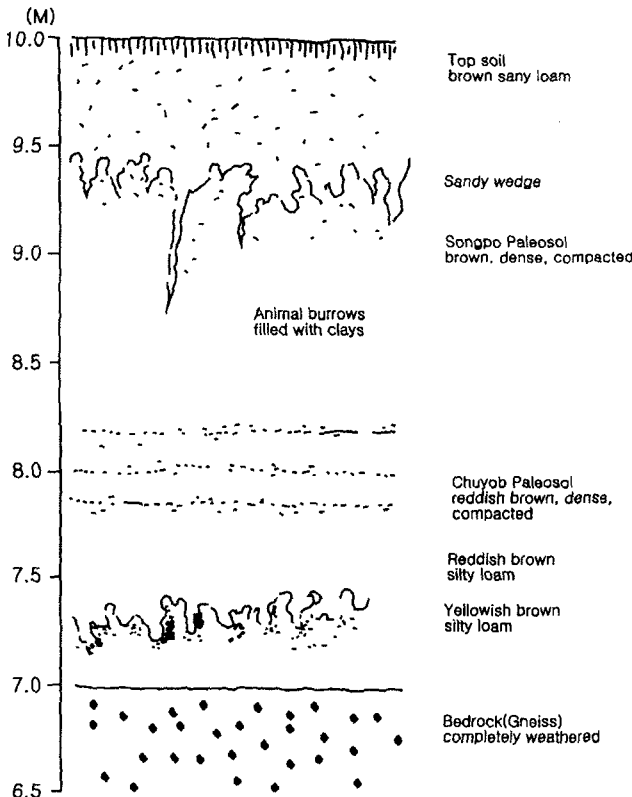 (M)
10.0
Top soil
brown sany loam
9.5
Sandy wedge
9.0
Songpo Paleosol
brown, dense, compacted
Animal burrows
filled with clays
8.5
8.0
Chuyob Paleosol
reddish brown, dense,
compacted
7.5
Reddish brown
silty loam
Yellowish brown
silty loam
7.0
Bedrock(Gneiss)
completely weathered
6.5